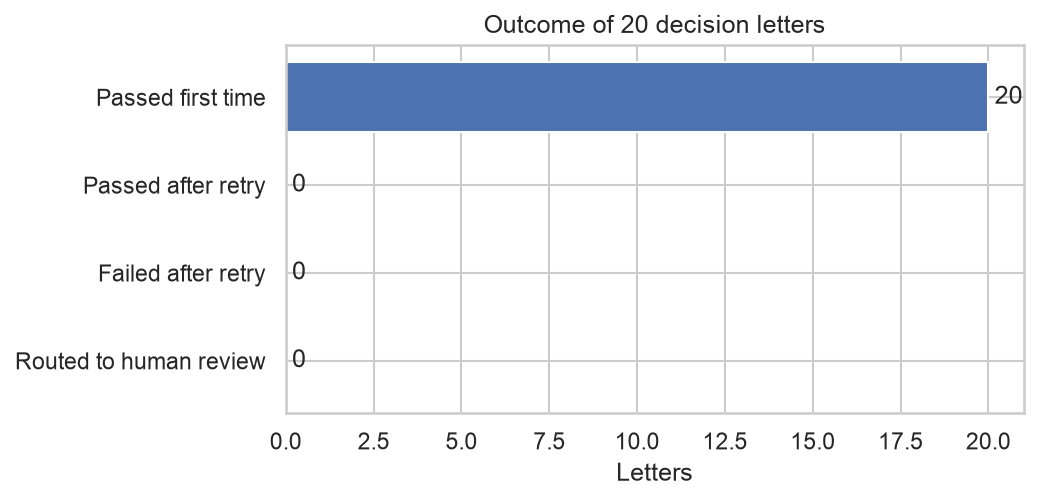 Outcome of 20 decision letters
Passed first time
20
Passed after retry
0
Failed after retry
0
Routed to human review
0
0.0 2.5 5.0 7.5 10.0 12.5 15.0 17.5 20.0
Letters